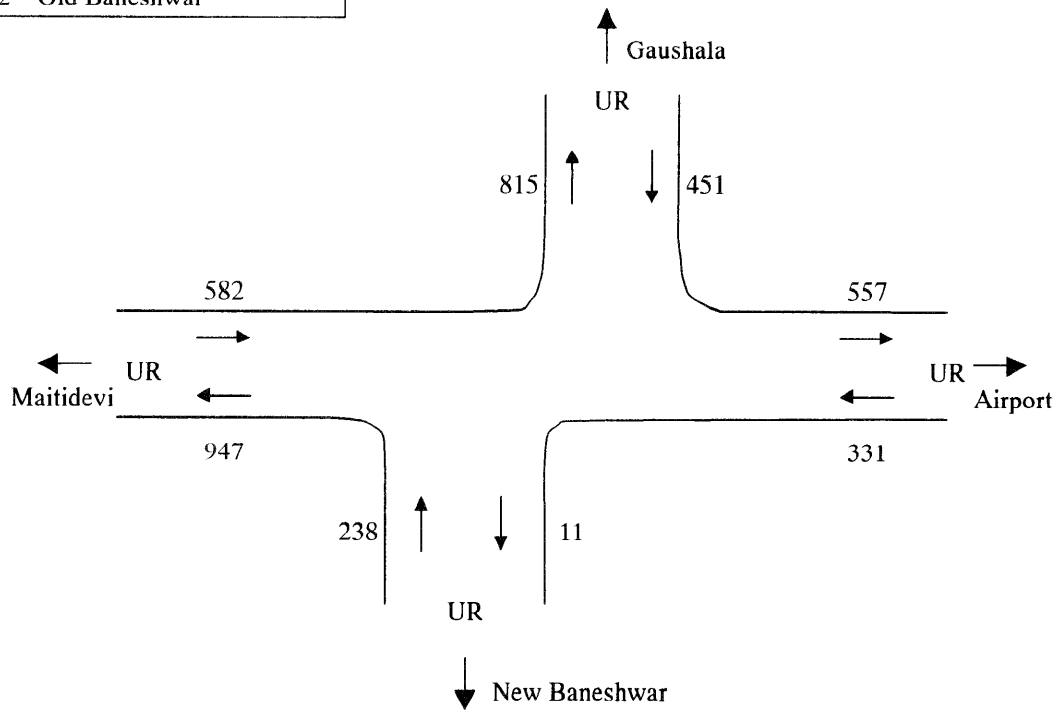 2 Old Baneshwar
Gaushala
UR
815
451
582
557
UR
UR
Maitidevi
Airport
947
331
238
11
UR
New Baneshwar